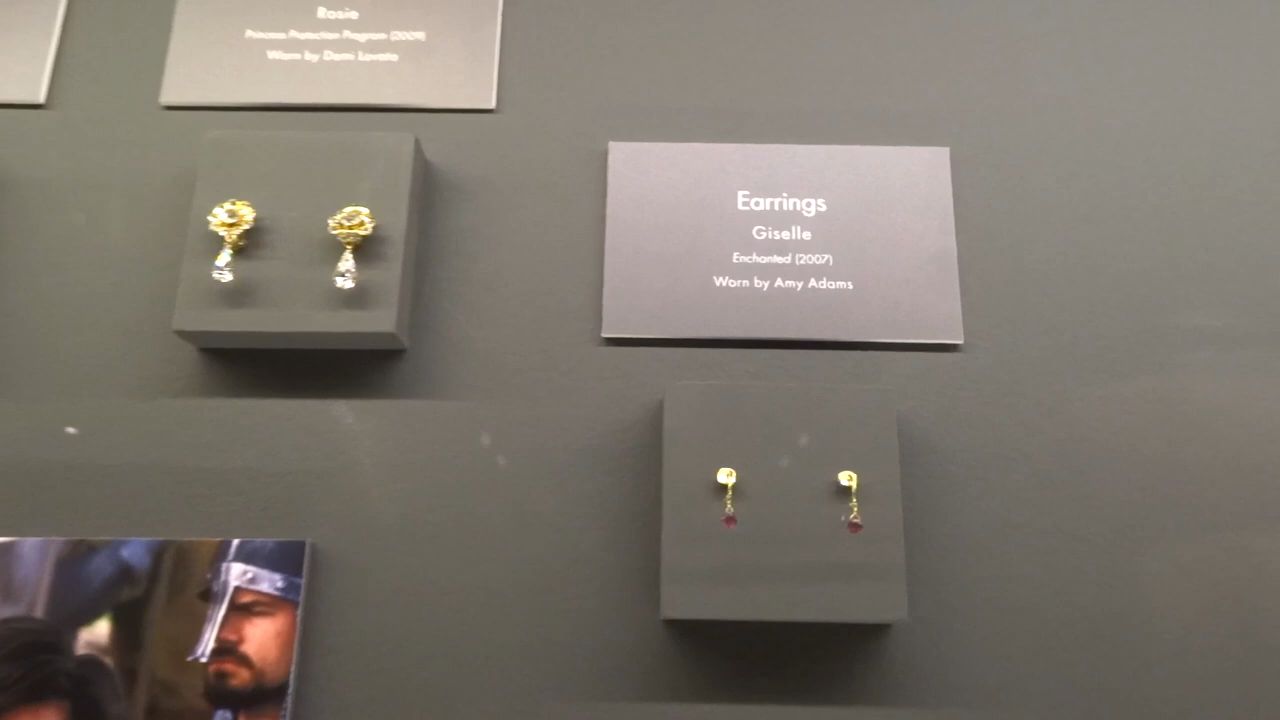 Rosie
Princess Protection Program (2009)
Worn by Demi Lovato
Earrings
Giselle
Enchanted (2007)
Worn by Amy Adams